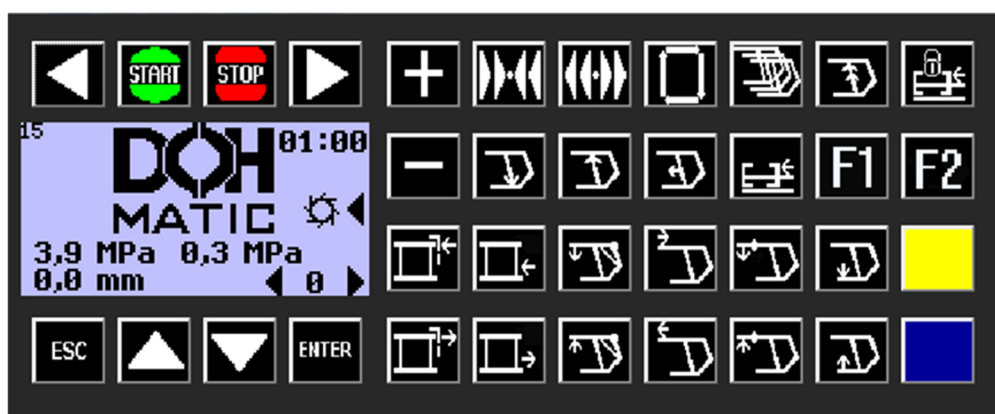 START STOP
15
DOH
MATIC
01:00
3,9 MPa 0,3 MPa
0,0 mm 0
F1 F2
ESC ENTER